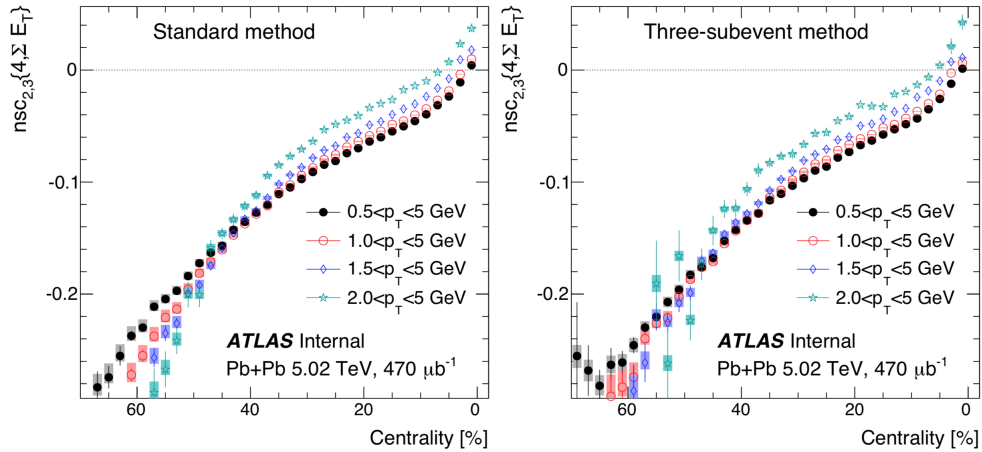 Standard method
nsc2,3{4,Σ ET}
0
-0.1
-0.2
0.5<pT<5 GeV
1.0<pT<5 GeV
1.5<pT<5 GeV
2.0<pT<5 GeV
ATLAS Internal
Pb+Pb 5.02 TeV, 470 μb-1
60 40 20 0
Centrality [%]
Three-subevent method
nsc2,3{4,Σ ET}
0
-0.1
-0.2
0.5<pT<5 GeV
1.0<pT<5 GeV
1.5<pT<5 GeV
2.0<pT<5 GeV
ATLAS Internal
Pb+Pb 5.02 TeV, 470 μb-1
60 40 20 0
Centrality [%]